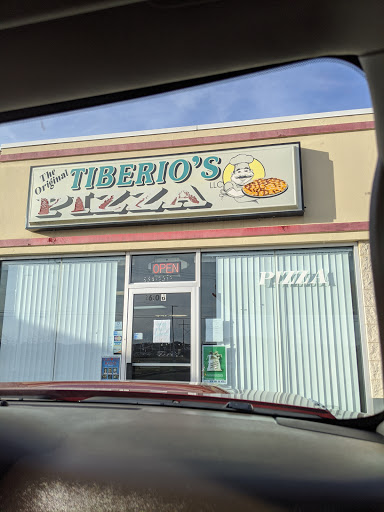 The
Original
TIBERIO'S
LLC
PIZZA
OPEN
PIZZA